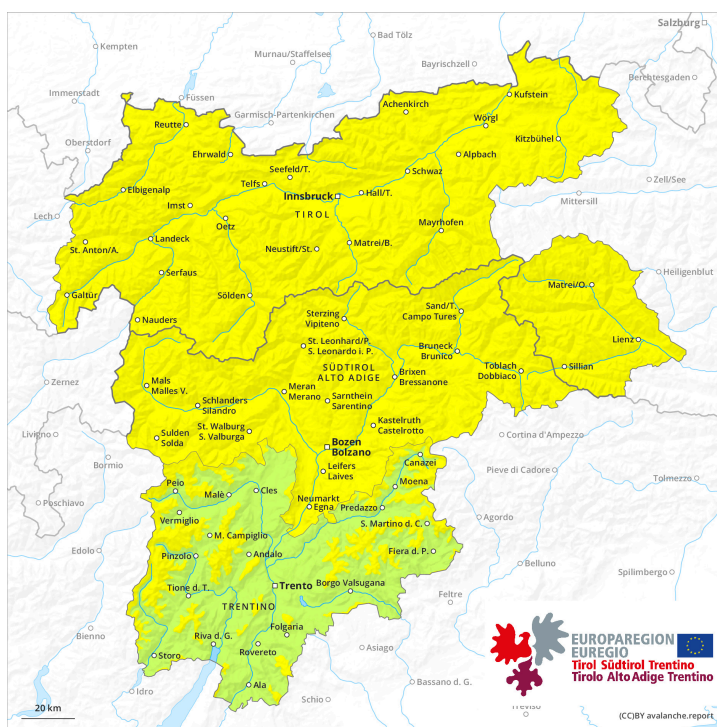 Salzburg
Kempten
Bad Tölz
Murnau/Staffelsee
Bayrischzell
Berchtesgaden
Immenstadt
Füssen
Garmisch-Partenkirchen
Achenkirch
Kufstein
Reutte
Wörgl
Oberstdorf
Kitzbühel
Ehrwald
Alpbach
Seefeld/T.
Schwaz
Zell/See
Telfs
Elbigenalp
Innsbruck
Hall/T.
Mittersill
Imst
TIROL
Lech
Oetz
Mayrhofen
Landeck
Matrei/B.
St. Anton/A.
Neustift/St.
Serfaus
Heiligenblut
Matrei/O.
Galtür
Sölden
Sand/T.
Campo Tures
Nauders
Sterzing
Vipiteno
Lienz
St. Leonhard/P.
S. Leonardo i. P.
Bruneck
Brunico
Toblach
Dobbiaco
Sillian
SÜDTIROL
ALTO ADIGE
Brixen
Bressanone
Zernez
Mals
Malles V.
Meran
Merano
Sarnthein
Sarentino
Schlanders
Silandro
Kastelruth
Castelrotto
St. Walburg
S. Valburga
Livigno
Sulden
Solda
Bozen
Bolzano
Cortina d'Ampezzo
Bormio
Leifers
Laives
Canazei
Pieve di Cadore
Tolmezzo
Peio
Malè
Cles
Moena
Poschiavo
Neumarkt
Egna
Predazzo
Vermiglio
Agordo
S. Martino d. C.
M. Campiglio
Edolo
Pinzolo
Andalo
Fiera d. P.
Belluno
Spilimbergo
Tione d. T.
Trento
Borgo Valsugana
Feltre
TRENTINO
Bienno
Riva d. G.
Folgaria
Asiago
Storo
Rovereto
Idro
Ala
Bassano d. G.
Schio
Treviso
EUROPAREGION
EUREGIO
Tirol Südtirol Trentino
Tirolo Alto Adige Trentino
20 km
(CC)BY avalanche.report